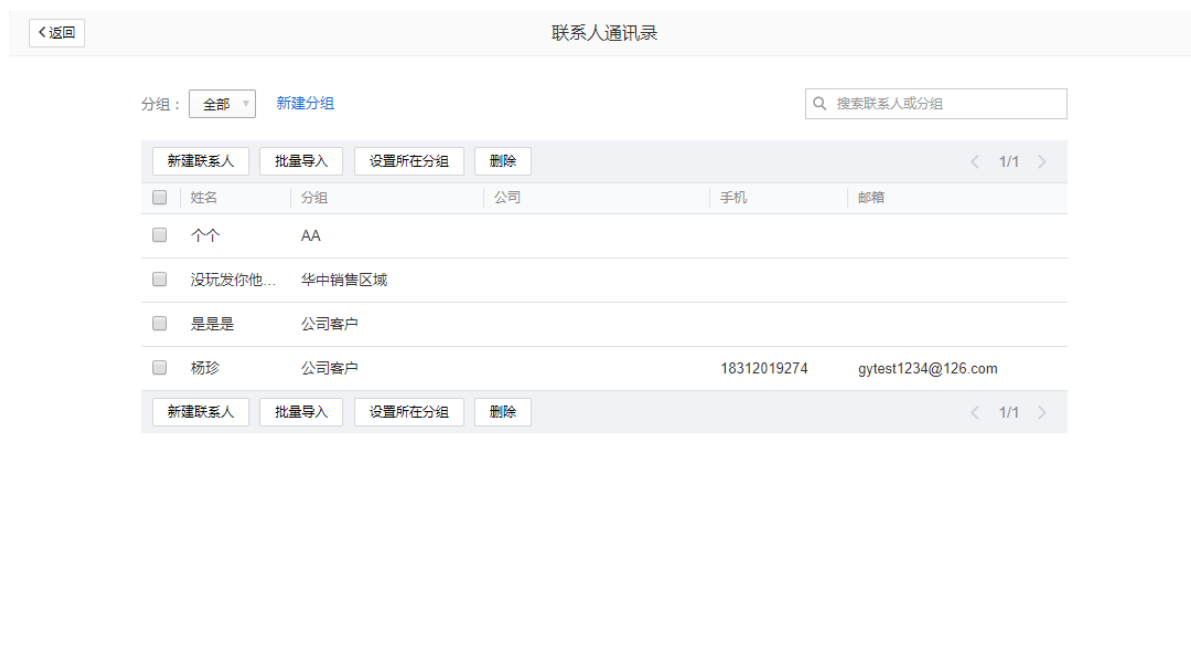 返回 联系人通讯录
分组： 全部 新建分组 搜索联系人或分组
新建联系人 批量导入 设置所在分组 删除 1/1
姓名 分组 公司 手机 邮箱
个个 AA
没玩发你他... 华中销售区域
是是是 公司客户
杨珍 公司客户 18312019274 gytest1234@126.com
新建联系人 批量导入 设置所在分组 删除 1/1